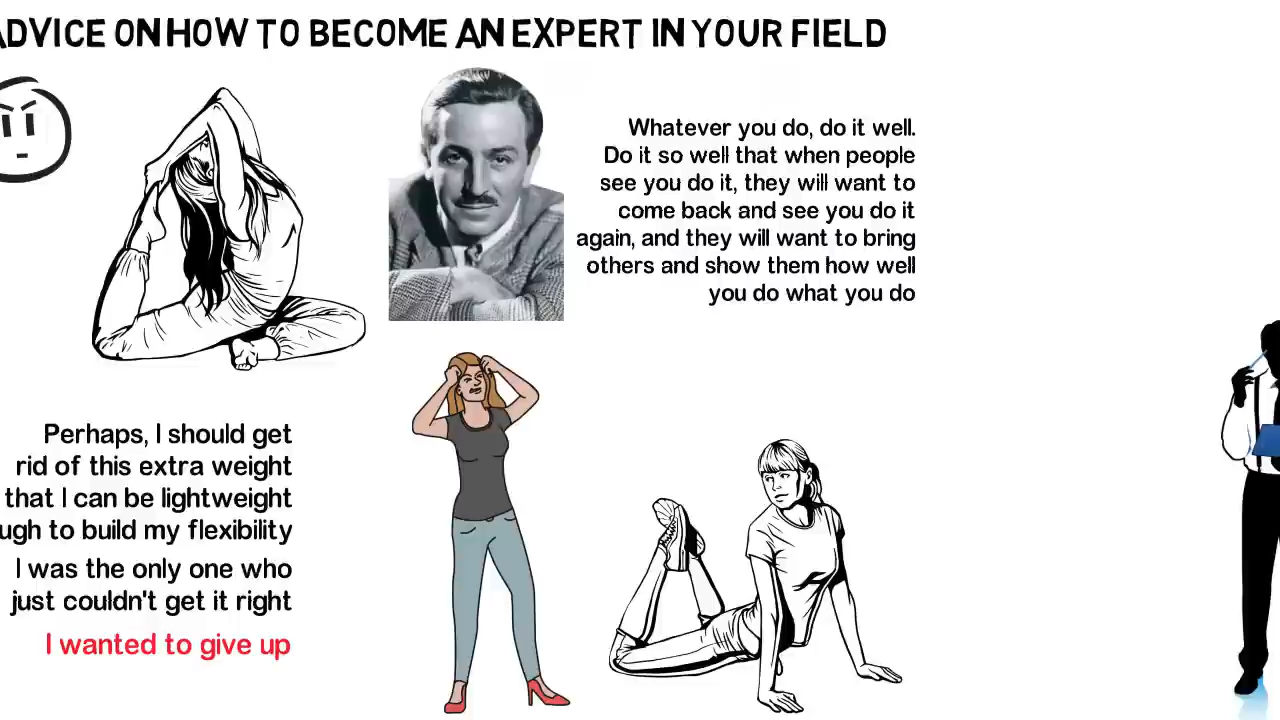 ADVICE ON HOW TO BECOME AN EXPERT IN YOUR FIELD
Whatever you do, do it well.
Do it so well that when people
see you do it, they will want to
come back and see you do it
again, and they will want to bring
others and show them how well
you do what you do
Perhaps, I should get
rid of this extra weight
that I can be lightweight
ugh to build my flexibility
I was the only one who
just couldn't get it right
I wanted to give up